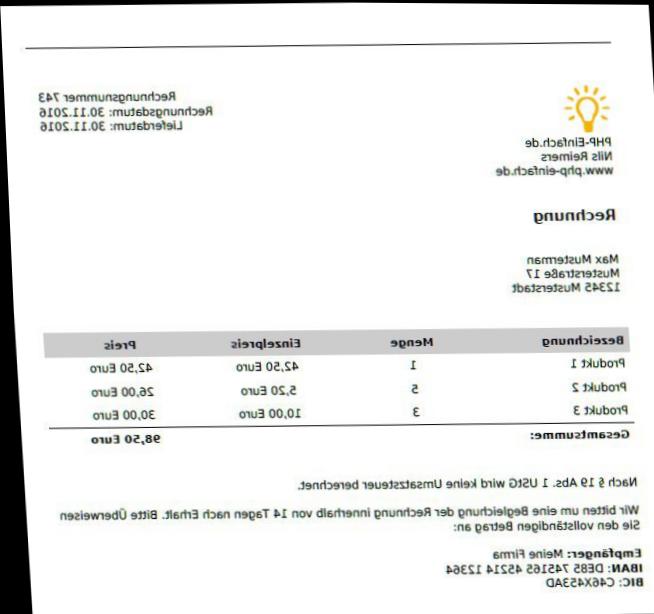 PHP-Einfach.de
Nils Reimers
www.php-einfach.de
Rechnungsnummer 743
Rechnungsdatum: 30.11.2016
Lieferdatum: 30.11.2016
Rechnung
Max Musterman
Musterstraße 17
12345 Musterstadt
Bezeichnung Menge Einzelpreis Preis
Produkt 1 1 42,50 Euro 42,50 Euro
Produkt 2 5 5,20 Euro 26,00 Euro
Produkt 3 3 10,00 Euro 30,00 Euro
Gesamtsumme: 98,50 Euro
Nach § 19 Abs. 1 UStG wird keine Umsatzsteuer berechnet.
Wir bitten um eine Begleichung der Rechnung innerhalb von 14 Tagen nach Erhalt. Bitte Überweisen
Sie den vollständigen Betrag an:
Empfänger: Meine Firma
IBAN: DE85 745165 45214 12364
BIC: C46X453AD